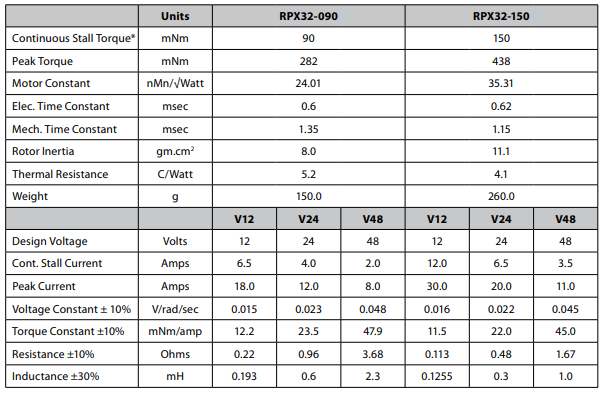 Units RPX32-090 RPX32-150
Continuous Stall Torque* mNm 90 150
Peak Torque mNm 282 438
Motor Constant nMn/√Watt 24.01 35.31
Elec. Time Constant msec 0.6 0.62
Mech. Time Constant msec 1.35 1.15
Rotor Inertia gm.cm² 8.0 11.1
Thermal Resistance C/Watt 5.2 4.1
Weight g 150.0 260.0
V12 V24 V48 V12 V24 V48
Design Voltage Volts 12 24 48 12 24 48
Cont. Stall Current Amps 6.5 4.0 2.0 12.0 6.5 3.5
Peak Current Amps 18.0 12.0 8.0 30.0 20.0 11.0
Voltage Constant ± 10% V/rad/sec 0.015 0.023 0.048 0.016 0.022 0.045
Torque Constant ±10% mNm/amp 12.2 23.5 47.9 11.5 22.0 45.0
Resistance ±10% Ohms 0.22 0.96 3.68 0.113 0.48 1.67
Inductance ±30% mH 0.193 0.6 2.3 0.1255 0.3 1.0